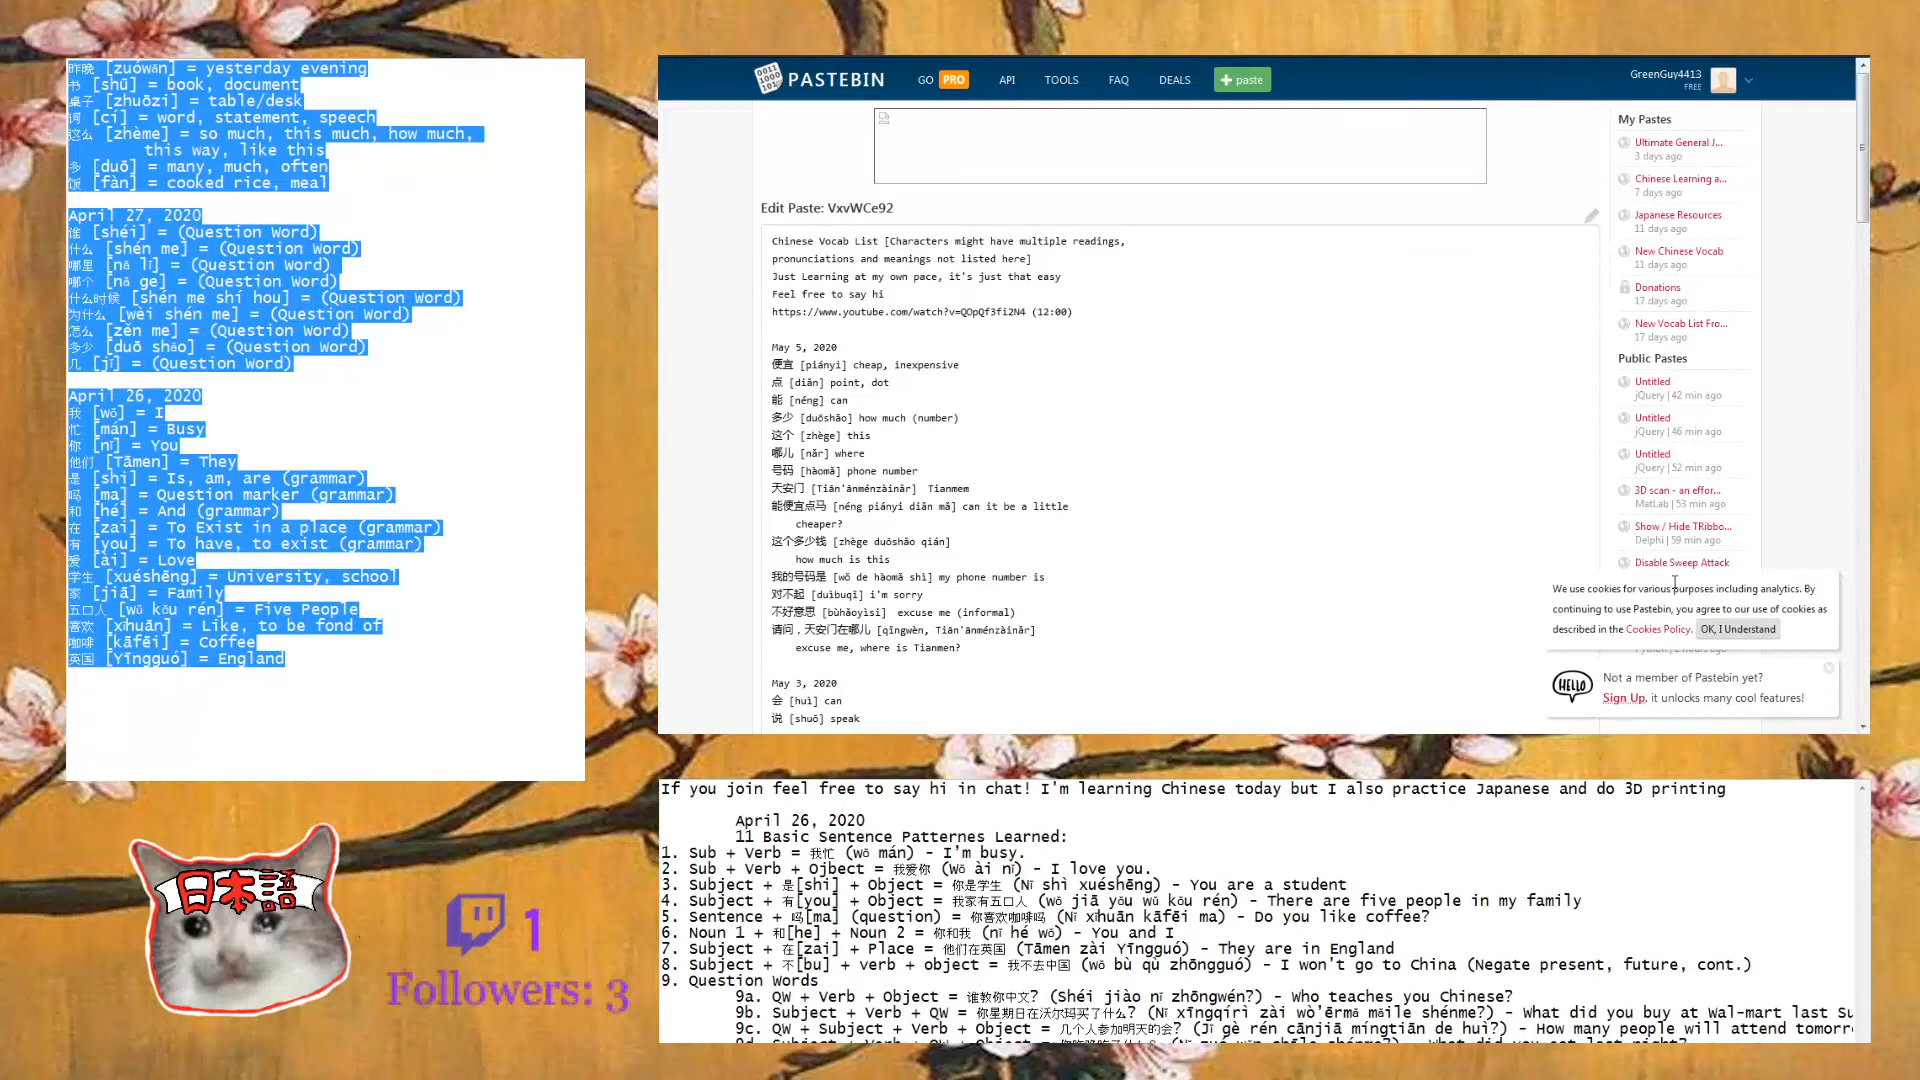 昨晚 [zuówǎn] = yesterday evening
书 [shū] = book, document
桌子 [zhuōzi] = table/desk
词 [cí] = word, statement, speech
这么 [zhème] = so much, this much, how much,
this way, like this
多 [duō] = many, much, often
饭 [fàn] = cooked rice, meal
April 27, 2020
谁 [shéi] = (Question Word)
什么 [shén me] = (Question Word)
哪里 [nǎ lǐ] = (Question Word)
哪个 [nǎ ge] = (Question Word)
什么时候 [shén me shí hou] = (Question Word)
为什么 [wèi shén me] = (Question Word)
怎么 [zěn me] = (Question Word)
多少 [duō shǎo] = (Question Word)
几 [jǐ] = (Question Word)
April 26, 2020
我 [wǒ] = I
忙 [mán] = Busy
你 [nǐ] = You
他们 [Tāmen] = They
是 [shi] = Is, am, are (grammar)
吗 [ma] = Question marker (grammar)
和 [hé] = And (grammar)
在 [zai] = To Exist in a place (grammar)
有 [you] = To have, to exist (grammar)
爱 [ài] = Love
学生 [xuéshēng] = University, school
家 [jiā] = Family
五口人 [wǔ kǒu rén] = Five People
喜欢 [xǐhuān] = Like, to be fond of
咖啡 [kāfēi] = Coffee
英国 [Yīngguó] = England
PASTEBIN
GO PRO API TOOLS FAQ DEALS + paste
GreenGuy4413
FREE
Edit Paste: VxvWCe92
Chinese Vocab List [Characters might have multiple readings,
pronunciations and meanings not listed here]
Just Learning at my own pace, it's just that easy
Feel free to say hi
https://www.youtube.com/watch?v=QOpQf3fi2N4 (12:00)
May 5, 2020
便宜 [piányi] cheap, inexpensive
点 [diǎn] point, dot
能 [néng] can
多少 [duōshǎo] how much (number)
这个 [zhège] this
哪儿 [nǎr] where
号码 [hàomǎ] phone number
天安门 [Tiān'ānménzàinǎr] Tianmem
能便宜点马 [néng piányi diǎn mǎ] can it be a little
cheaper?
这个多少钱 [zhège duōshǎo qián]
how much is this
我的号码是 [wǒ de hàomǎ shì] my phone number is
对不起 [duìbuqǐ] i'm sorry
不好意思 [bùhǎoyìsi] excuse me (informal)
请问，天安门在哪儿 [qǐngwèn, Tiān'ānménzàinǎr]
excuse me, where is Tianmen?
May 3, 2020
会 [huì] can
说 [shuō] speak
My Pastes
Ultimate General J...
3 days ago
Chinese Learning a...
7 days ago
Japanese Resources
11 days ago
New Chinese Vocab
11 days ago
Donations
17 days ago
New Vocab List Fro...
17 days ago
Public Pastes
Untitled
jQuery | 42 min ago
Untitled
jQuery | 46 min ago
Untitled
jQuery | 52 min ago
3D scan - an effor...
MatLab | 53 min ago
Show / Hide TRibbo...
Delphi | 59 min ago
Disable Sweep Attack
We use cookies for various purposes including analytics. By
continuing to use Pastebin, you agree to our use of cookies as
described in the Cookies Policy. OK, I Understand
HELLO
Not a member of Pastebin yet?
Sign Up, it unlocks many cool features!
If you join feel free to say hi in chat! I'm learning Chinese today but I also practice Japanese and do 3D printing
April 26, 2020
11 Basic Sentence Patternes Learned:
1. Sub + Verb = 我忙 (wǒ mán) - I'm busy.
2. Sub + Verb + Ojbect = 我爱你 (Wǒ ài nǐ) - I love you.
3. Subject + 是[shi] + Object = 你是学生 (Nǐ shì xuéshēng) - You are a student
4. Subject + 有[you] + Object = 我家有五口人 (wǒ jiā yǒu wǔ kǒu rén) - There are five people in my family
5. Sentence + 吗[ma] (question) = 你喜欢咖啡吗 (Nǐ xǐhuān kāfēi ma) - Do you like coffee?
6. Noun 1 + 和[he] + Noun 2 = 你和我 (nǐ hé wǒ) - You and I
7. Subject + 在[zai] + Place = 他们在英国 (Tāmen zài Yīngguó) - They are in England
8. Subject + 不[bu] + verb + object = 我不去中国 (wǒ bù qù zhōngguó) - I won't go to China (Negate present, future, cont.)
9. Question Words
9a. QW + Verb + Object = 谁教你中文? (Shéi jiào nǐ zhōngwén?) - Who teaches you Chinese?
9b. Subject + Verb + QW = 你星期日在沃尔玛买了什么? (Nǐ xīngqírì zài wò'ērmǎ mǎile shénme?) - What did you buy at Wal-mart last Su
9c. QW + Subject + Verb + Object = 几个人参加明天的会? (Jǐ gè rén cānjiā míngtiān de huì?) - How many people will attend tomorr
日本語
1
Followers: 3